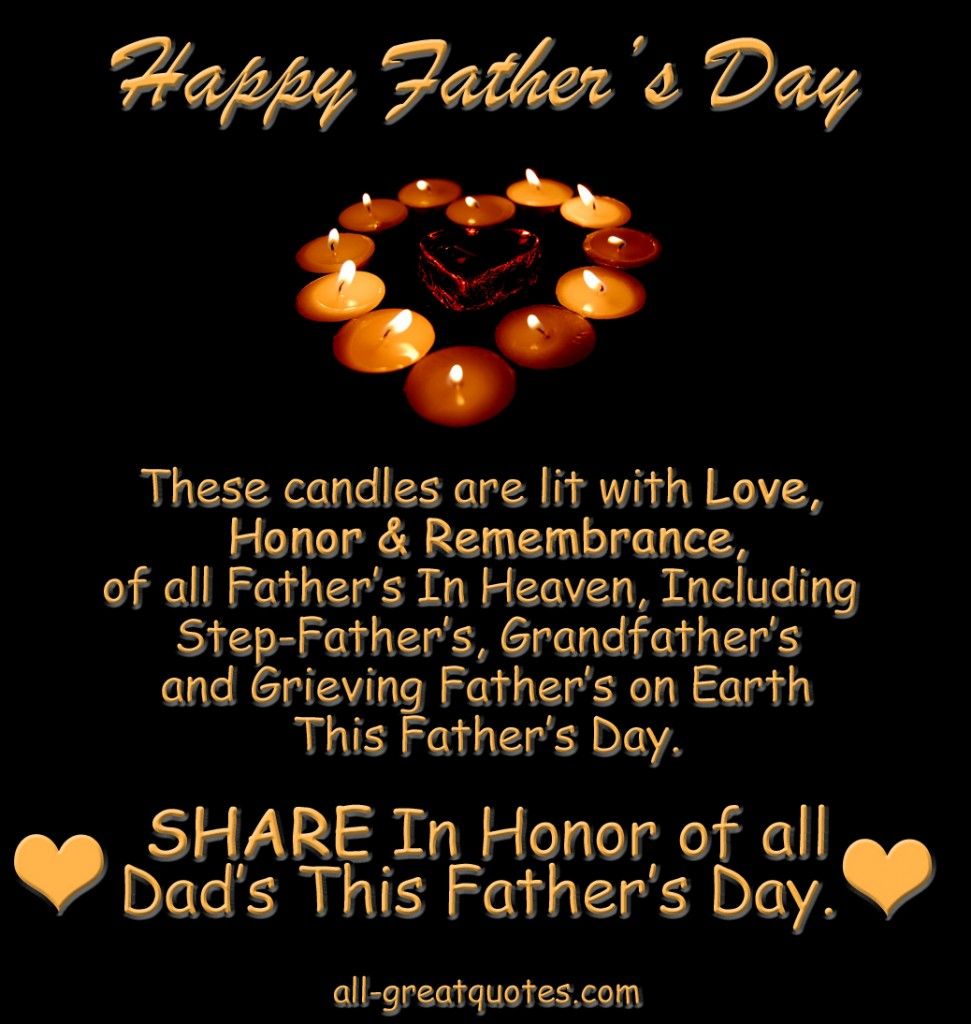 Happy Father's Day
These candles are lit with Love,
Honor & Remembrance,
of all Father's In Heaven, Including
Step-Father's, Grandfather's
and Grieving Father's on Earth
This Father's Day.
SHARE In Honor of all
Dad's This Father's Day.
all-greatquotes.com